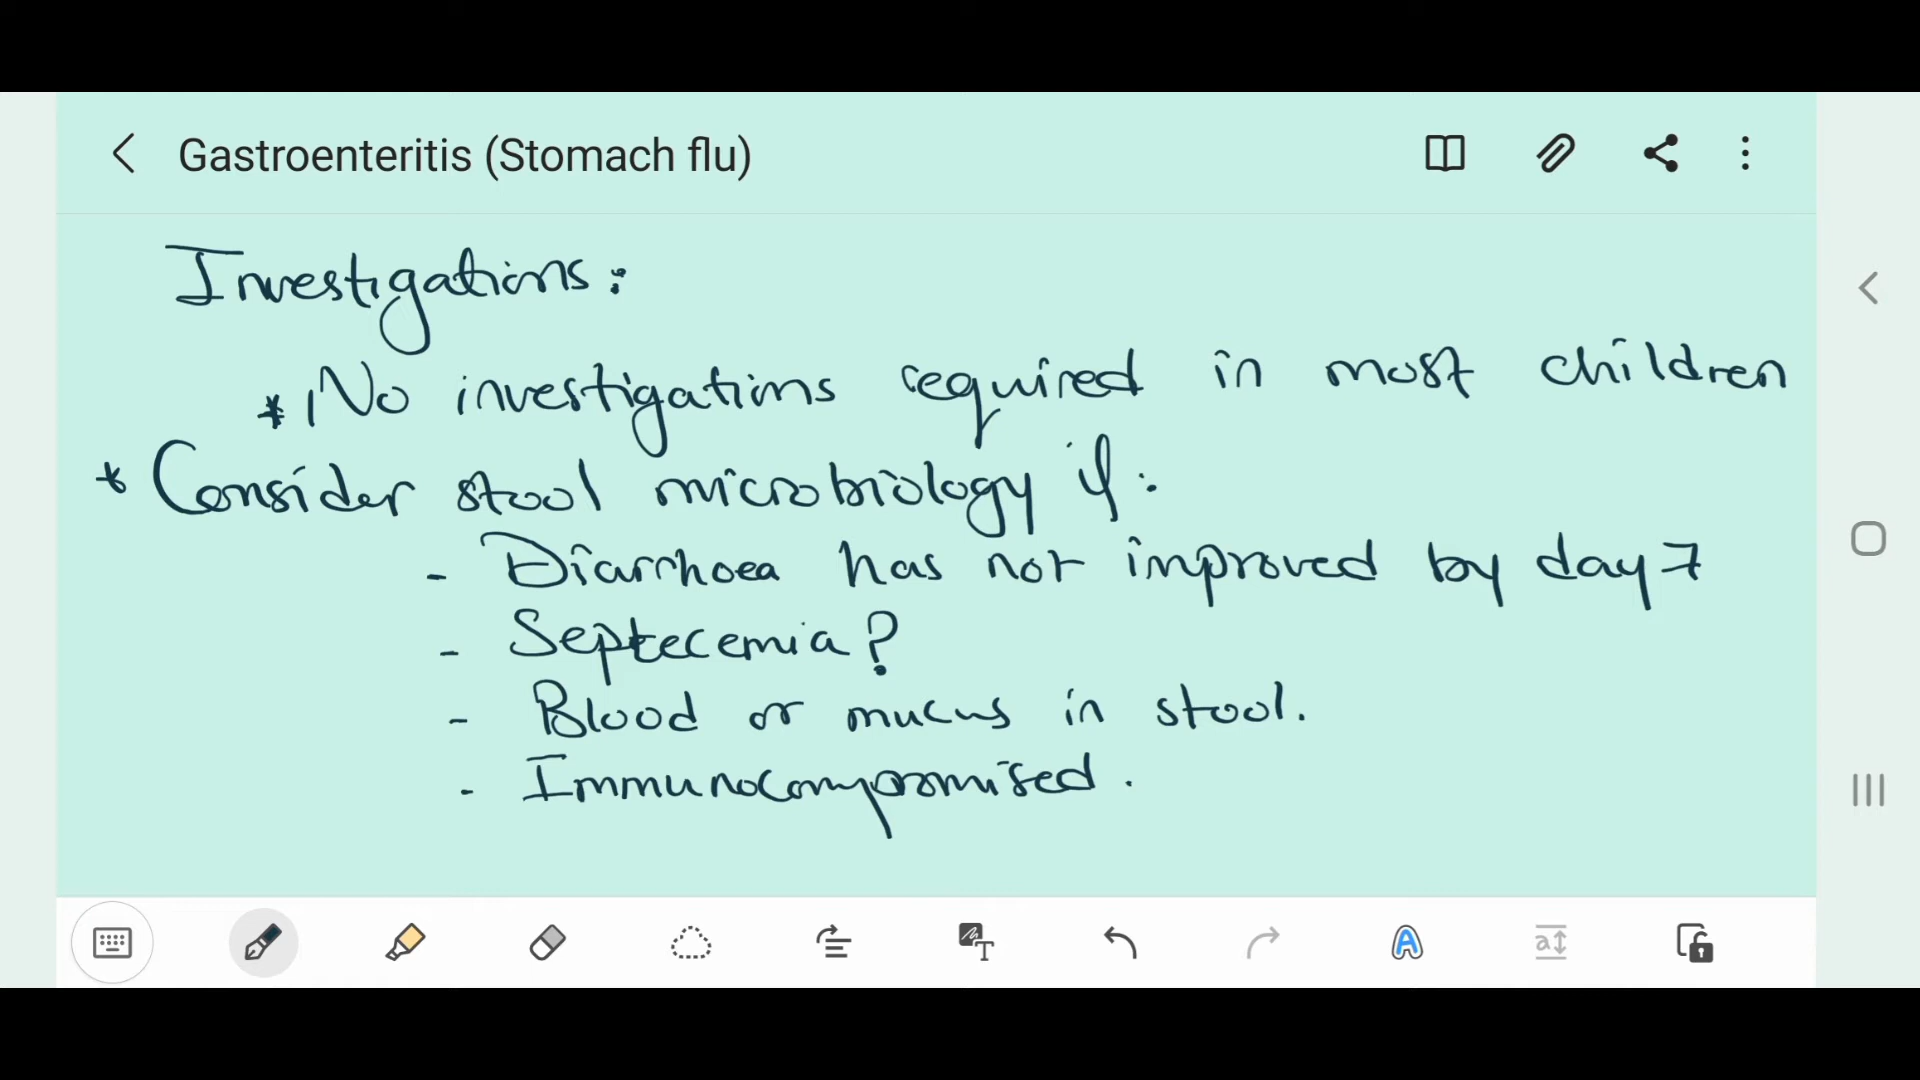 Gastroenteritis (Stomach flu)
Investigations:
* No investigations required in most children
* Consider stool microbiology if:
- Diarrhoea has not improved by day 7
- Septecemia?
- Blood or mucus in stool.
- Immunocompromised.